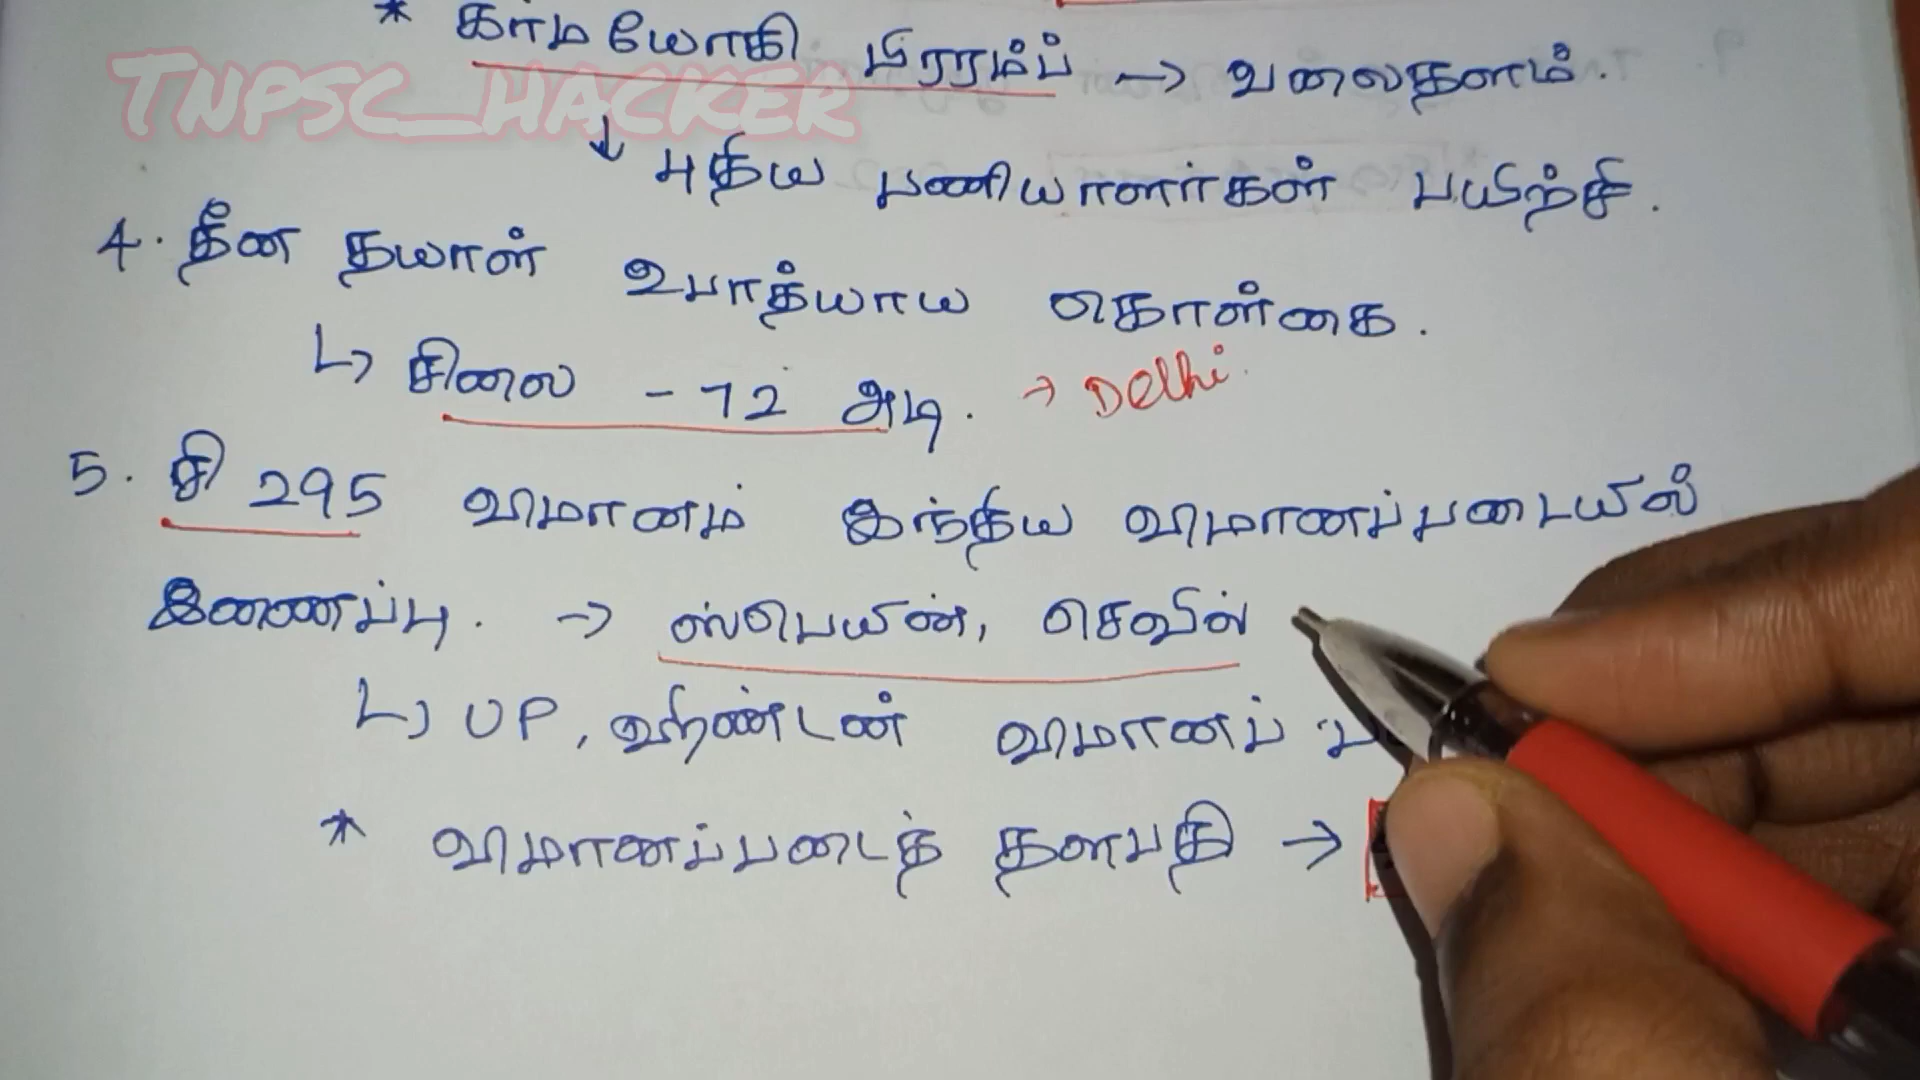 * கர்ம யோகி பிரரம்ப் → வலைதளம்.
TNPSC_HACKER
↓ புதிய பணியாளர்கள் பயிற்சி.
4. தீன தயாள் உபாத்யாய கொள்கை.
↳ சிலை - 72 அடி. → Delhi
5. சி 295 விமானம் இந்திய விமானப்படையில்
இணைப்பு. → ஸ்பெயின், செவில்
↳ UP, ஹிண்டன் விமானப்
* விமானப்படைத் தளபதி →